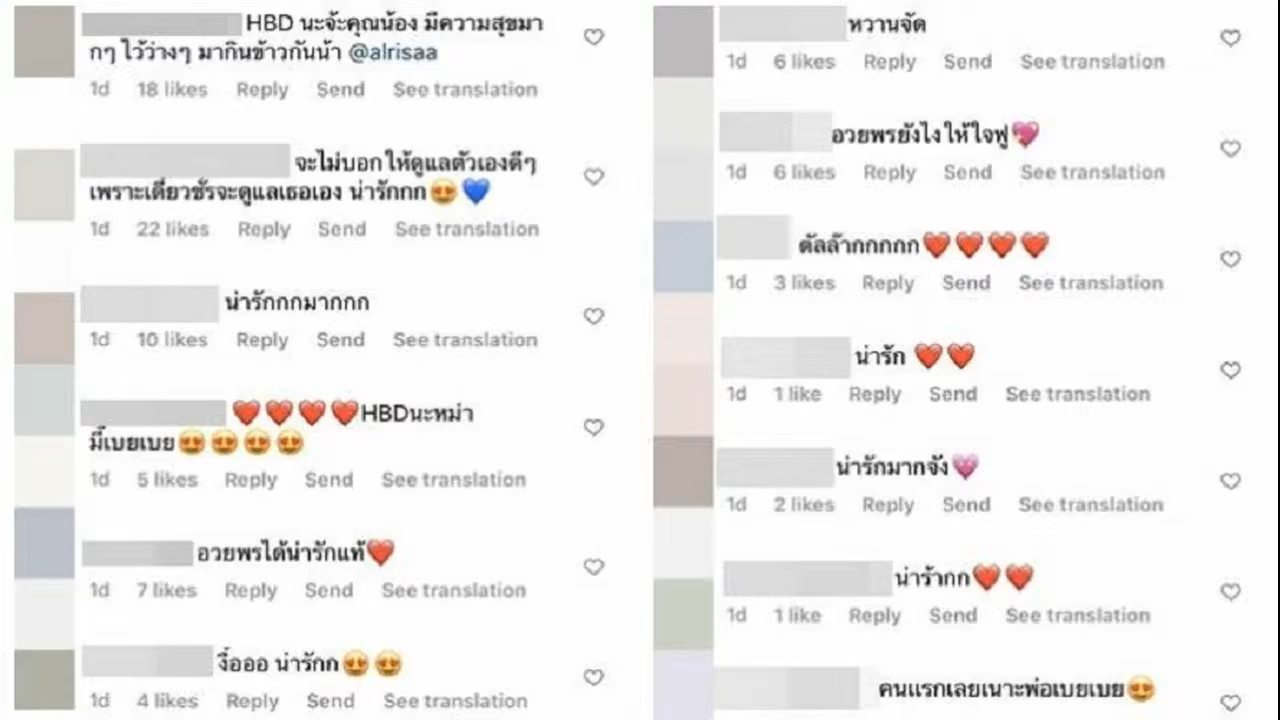 HBD นะจ้ะคุณน้อง มีความสุขมา
กๆ ไว้ว่างๆ มากินข้าวกันน้า @alrisaa
1d 18 likes Reply Send See translation
จะไม่บอกให้ดูแลตัวเองดีๆ
เพราะเดี๋ยวชั้รจะดูแลเธอเอง น่ารักกก😍💙
1d 22 likes Reply Send See translation
น่ารักกกมากกก
1d 10 likes Reply Send See translation
❤️❤️❤️❤️HBDนะหม่า
มี๊เบยเบย😍😍😍😍
1d 5 likes Reply Send See translation
อวยพรได้น่ารักแท้❤️
1d 7 likes Reply Send See translation
งื้อออ น่ารักก😍😍
1d 4 likes Reply Send See translation
หวานจัด
1d 6 likes Reply Send See translation
อวยพรยังไงให้ใจฟู💖
1d 6 likes Reply Send See translation
ดัลล๊ากกกกก❤️❤️❤️❤️
1d 3 likes Reply Send See translation
น่ารัก ❤️❤️
1d 1 like Reply Send See translation
น่ารักมากจัง💗
1d 2 likes Reply Send See translation
น่าร้ากก❤️❤️
1d 1 like Reply Send See translation
คนแรกเลยเนาะพ่อเบยเบย😍